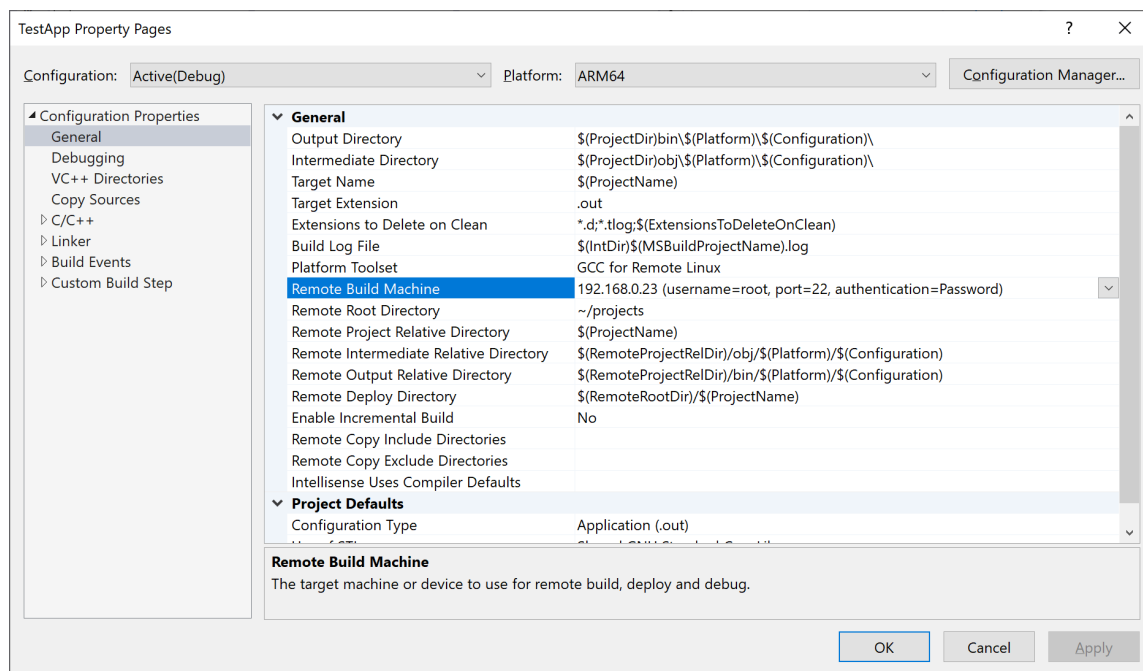 TestApp Property Pages
?
Configuration: Active(Debug) Platform: ARM64 Configuration Manager...
Configuration Properties
General
Debugging
VC++ Directories
Copy Sources
C/C++
Linker
Build Events
Custom Build Step
General
Output Directory $(ProjectDir)bin\$(Platform)\$(Configuration)\
Intermediate Directory $(ProjectDir)obj\$(Platform)\$(Configuration)\
Target Name $(ProjectName)
Target Extension .out
Extensions to Delete on Clean *.d;*.tlog;$(ExtensionsToDeleteOnClean)
Build Log File $(IntDir)$(MSBuildProjectName).log
Platform Toolset GCC for Remote Linux
Remote Build Machine 192.168.0.23 (username=root, port=22, authentication=Password)
Remote Root Directory ~/projects
Remote Project Relative Directory $(ProjectName)
Remote Intermediate Relative Directory $(RemoteProjectRelDir)/obj/$(Platform)/$(Configuration)
Remote Output Relative Directory $(RemoteProjectRelDir)/bin/$(Platform)/$(Configuration)
Remote Deploy Directory $(RemoteRootDir)/$(ProjectName)
Enable Incremental Build No
Remote Copy Include Directories
Remote Copy Exclude Directories
Intellisense Uses Compiler Defaults
Project Defaults
Configuration Type Application (.out)
Remote Build Machine
The target machine or device to use for remote build, deploy and debug.
OK Cancel Apply